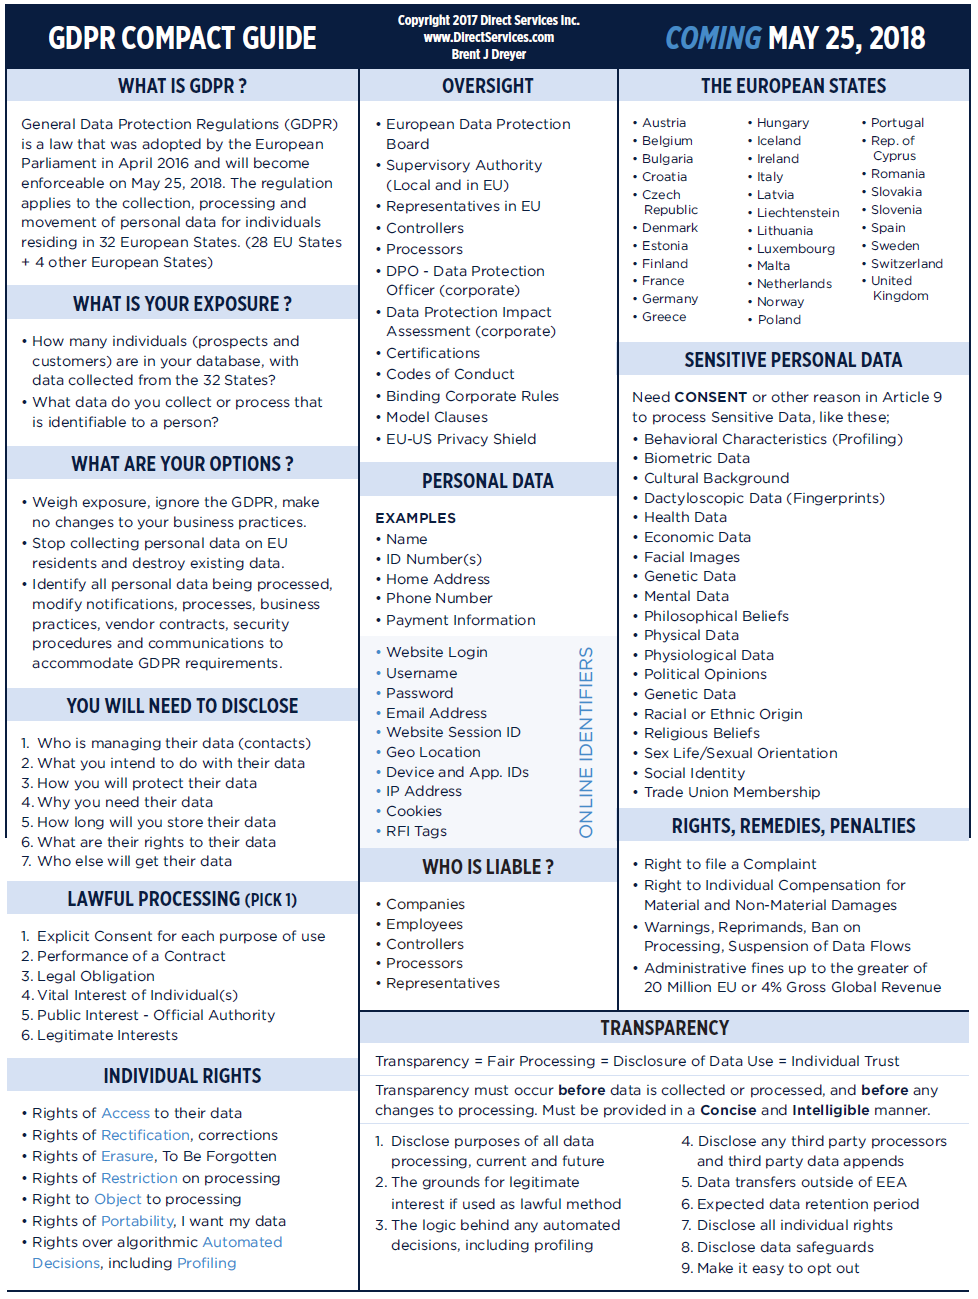 GDPR COMPACT GUIDE
Copyright 2017 Direct Services Inc.
www.DirectServices.com
Brent J Dreyer
COMING MAY 25, 2018
WHAT IS GDPR ?
General Data Protection Regulations (GDPR)
is a law that was adopted by the European
Parliament in April 2016 and will become
enforceable on May 25, 2018. The regulation
applies to the collection, processing and
movement of personal data for individuals
residing in 32 European States. (28 EU States
+ 4 other European States)
WHAT IS YOUR EXPOSURE ?
• How many individuals (prospects and
customers) are in your database, with
data collected from the 32 States?
• What data do you collect or process that
is identifiable to a person?
WHAT ARE YOUR OPTIONS ?
• Weigh exposure, ignore the GDPR, make
no changes to your business practices.
• Stop collecting personal data on EU
residents and destroy existing data.
• Identify all personal data being processed,
modify notifications, processes, business
practices, vendor contracts, security
procedures and communications to
accommodate GDPR requirements.
YOU WILL NEED TO DISCLOSE
1. Who is managing their data (contacts)
2. What you intend to do with their data
3. How you will protect their data
4. Why you need their data
5. How long will you store their data
6. What are their rights to their data
7. Who else will get their data
LAWFUL PROCESSING (PICK 1)
1. Explicit Consent for each purpose of use
2. Performance of a Contract
3. Legal Obligation
4. Vital Interest of Individual(s)
5. Public Interest - Official Authority
6. Legitimate Interests
INDIVIDUAL RIGHTS
• Rights of Access to their data
• Rights of Rectification, corrections
• Rights of Erasure, To Be Forgotten
• Rights of Restriction on processing
• Right to Object to processing
• Rights of Portability, I want my data
• Rights over algorithmic Automated
Decisions, including Profiling
OVERSIGHT
• European Data Protection
Board
• Supervisory Authority
(Local and in EU)
• Representatives in EU
• Controllers
• Processors
• DPO - Data Protection
Officer (corporate)
• Data Protection Impact
Assessment (corporate)
• Certifications
• Codes of Conduct
• Binding Corporate Rules
• Model Clauses
• EU-US Privacy Shield
PERSONAL DATA
EXAMPLES
• Name
• ID Number(s)
• Home Address
• Phone Number
• Payment Information
• Website Login
• Username
• Password
• Email Address
• Website Session ID
• Geo Location
• Device and App. IDs
• IP Address
• Cookies
• RFI Tags
ONLINE IDENTIFIERS
WHO IS LIABLE ?
• Companies
• Employees
• Controllers
• Processors
• Representatives
THE EUROPEAN STATES
• Austria
• Belgium
• Bulgaria
• Croatia
• Czech
Republic
• Denmark
• Estonia
• Finland
• France
• Germany
• Greece
• Hungary
• Iceland
• Ireland
• Italy
• Latvia
• Liechtenstein
• Lithuania
• Luxembourg
• Malta
• Netherlands
• Norway
• Poland
• Portugal
• Rep. of
Cyprus
• Romania
• Slovakia
• Slovenia
• Spain
• Sweden
• Switzerland
• United
Kingdom
SENSITIVE PERSONAL DATA
Need CONSENT or other reason in Article 9
to process Sensitive Data, like these;
• Behavioral Characteristics (Profiling)
• Biometric Data
• Cultural Background
• Dactyloscopic Data (Fingerprints)
• Health Data
• Economic Data
• Facial Images
• Genetic Data
• Mental Data
• Philosophical Beliefs
• Physical Data
• Physiological Data
• Political Opinions
• Genetic Data
• Racial or Ethnic Origin
• Religious Beliefs
• Sex Life/Sexual Orientation
• Social Identity
• Trade Union Membership
RIGHTS, REMEDIES, PENALTIES
• Right to file a Complaint
• Right to Individual Compensation for
Material and Non-Material Damages
• Warnings, Reprimands, Ban on
Processing, Suspension of Data Flows
• Administrative fines up to the greater of
20 Million EU or 4% Gross Global Revenue
TRANSPARENCY
Transparency = Fair Processing = Disclosure of Data Use = Individual Trust
Transparency must occur before data is collected or processed, and before any
changes to processing. Must be provided in a Concise and Intelligible manner.
1. Disclose purposes of all data
processing, current and future
2. The grounds for legitimate
interest if used as lawful method
3. The logic behind any automated
decisions, including profiling
4. Disclose any third party processors
and third party data appends
5. Data transfers outside of EEA
6. Expected data retention period
7. Disclose all individual rights
8. Disclose data safeguards
9. Make it easy to opt out